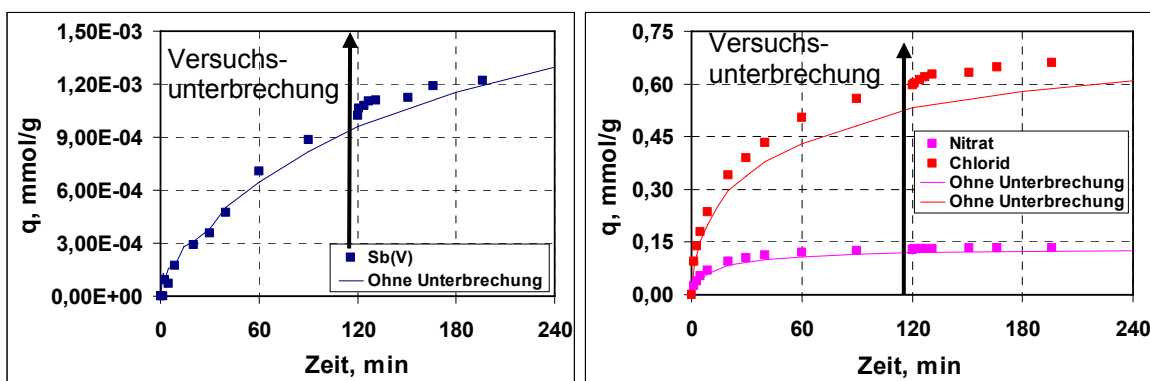 1,50E-03
1,20E-03
9,00E-04
6,00E-04
3,00E-04
0,00E+00
q, mmol/g
Versuchs-
unterbrechung
Sb(V)
Ohne Unterbrechung
0 60 120 180 240
Zeit, min
0,75
0,60
0,45
0,30
0,15
0,00
q, mmol/g
Versuchs-
unterbrechung
Nitrat
Chlorid
Ohne Unterbrechung
Ohne Unterbrechung
0 60 120 180 240
Zeit, min